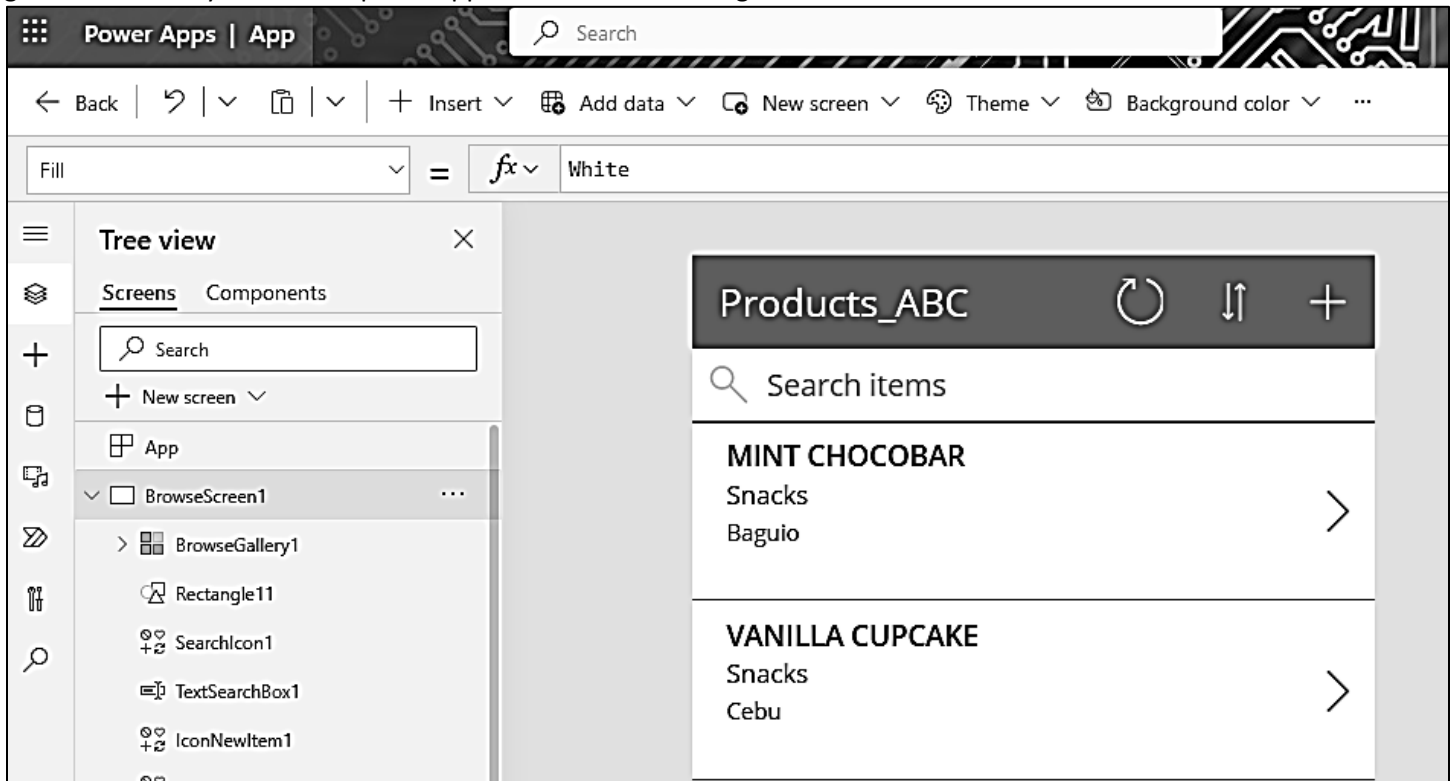 Power Apps | App
Search
Back
Insert
Add data
New screen
Theme
Background color
...
Fill
=
fx
White
Tree view
Screens
Components
Search
New screen
App
BrowseScreen1
...
BrowseGallery1
Rectangle11
SearchIcon1
TextSearchBox1
IconNewItem1
Products_ABC
Search items
MINT CHOCOBAR
Snacks
Baguio
VANILLA CUPCAKE
Snacks
Cebu